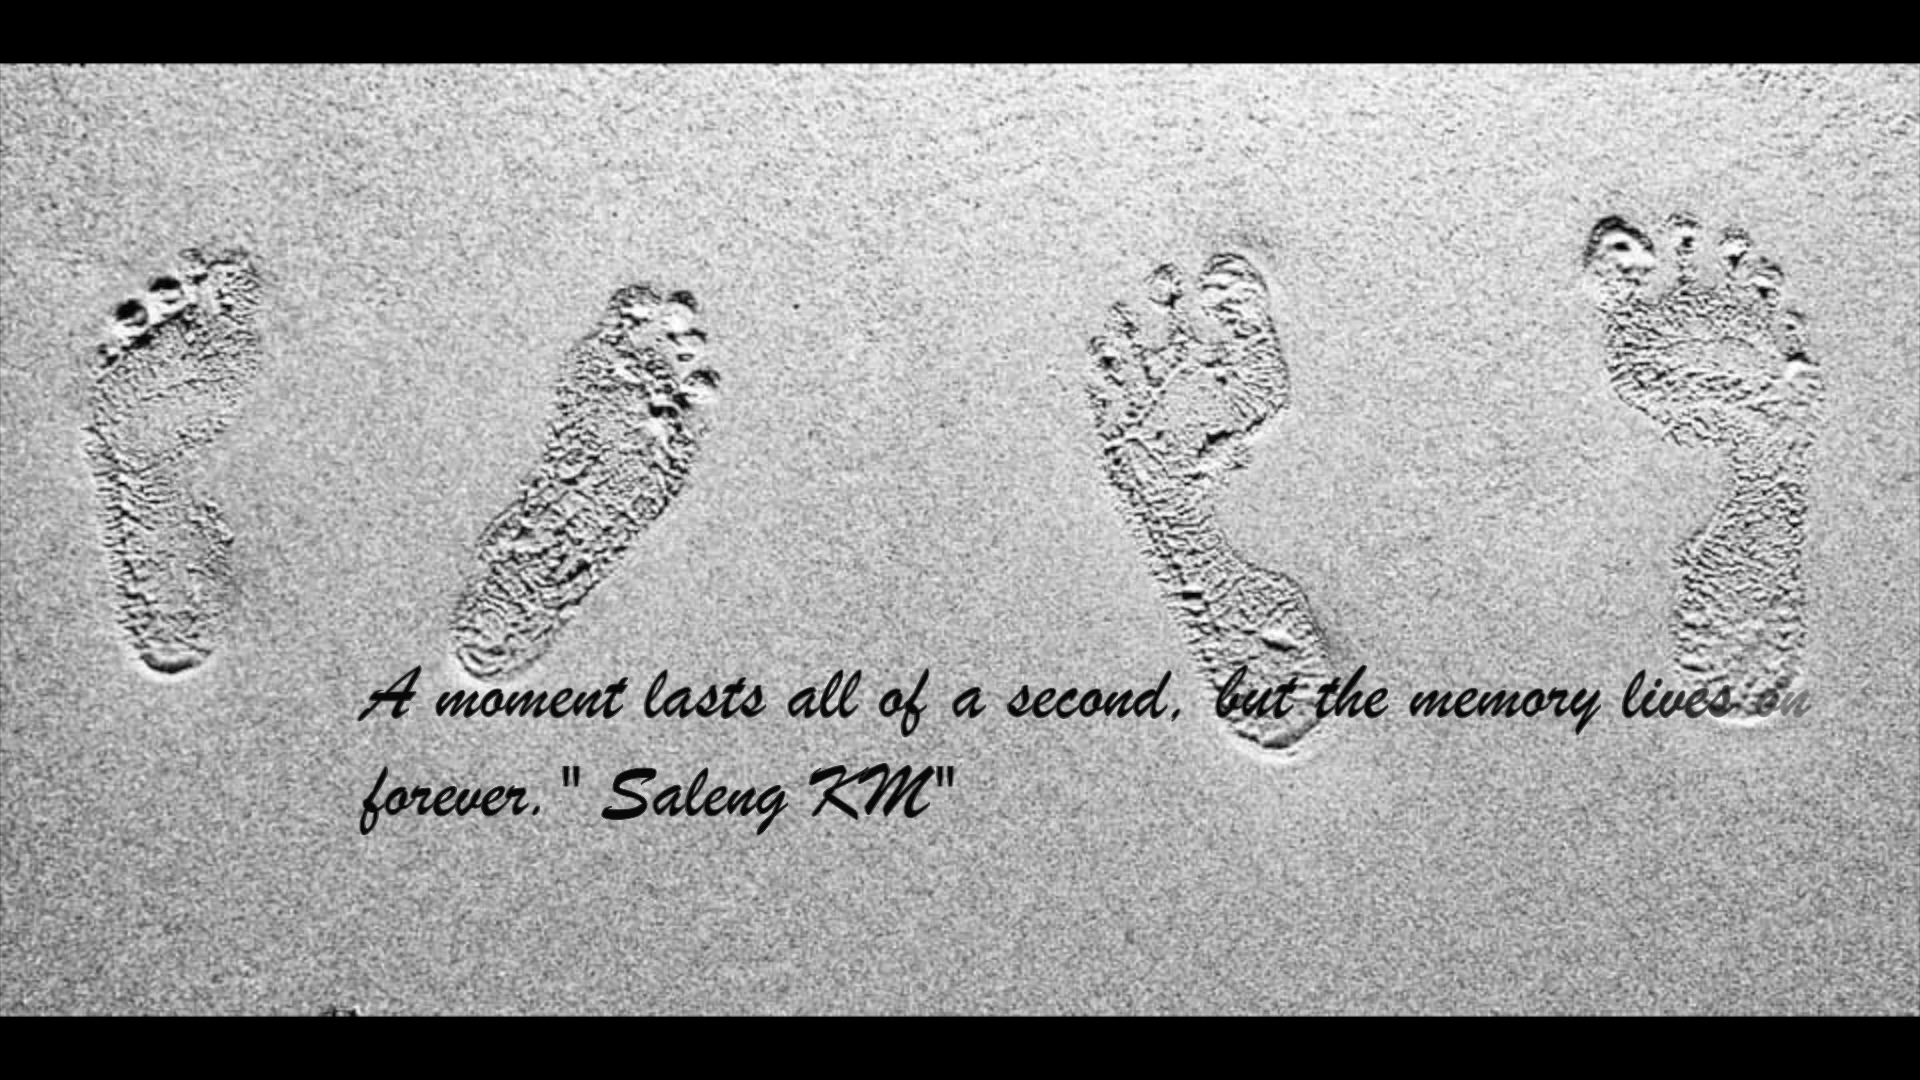 A moment lasts all of a second, but the memory lives on
forever." Saleng KM"